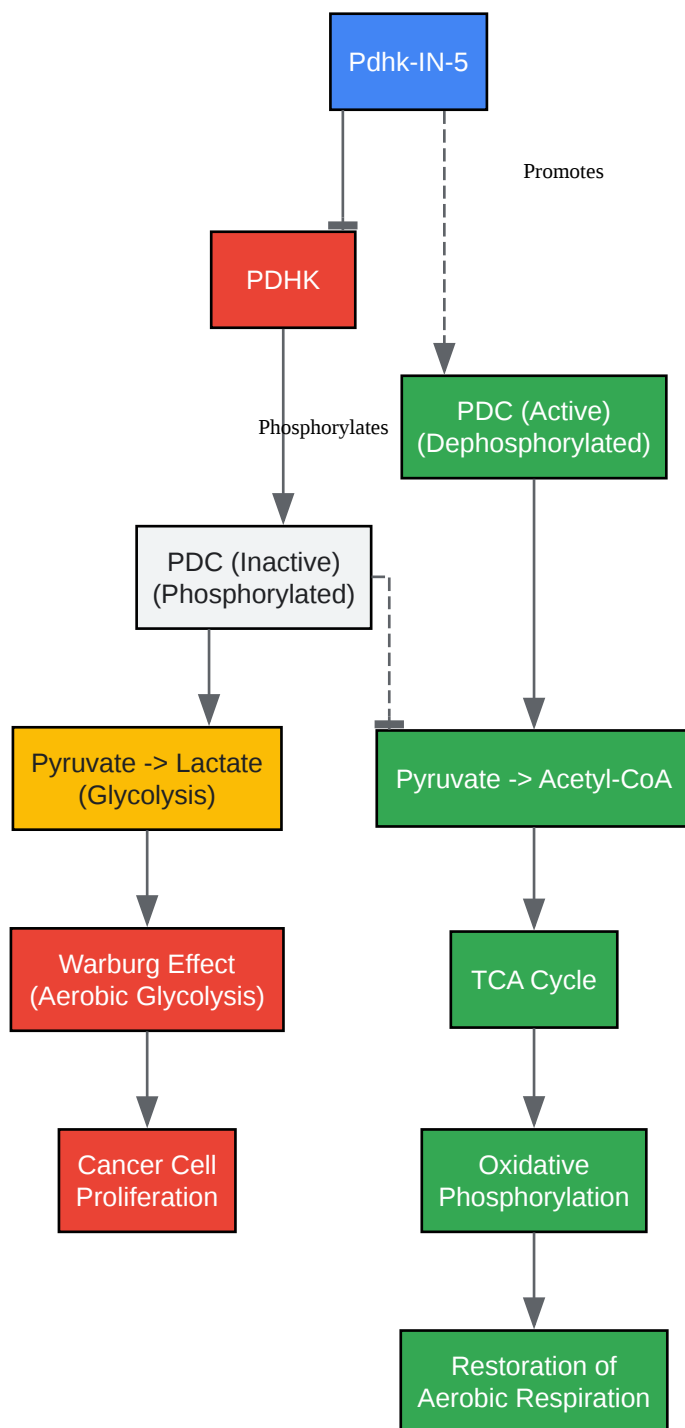 Pdhk-IN-5
Promotes
PDHK
PDC (Active)
(Dephosphorylated)
Phosphorylates
PDC (Inactive)
(Phosphorylated)
Pyruvate -> Lactate
(Glycolysis)
Pyruvate -> Acetyl-CoA
Warburg Effect
(Aerobic Glycolysis)
TCA Cycle
Cancer Cell
Proliferation
Oxidative
Phosphorylation
Restoration of
Aerobic Respiration